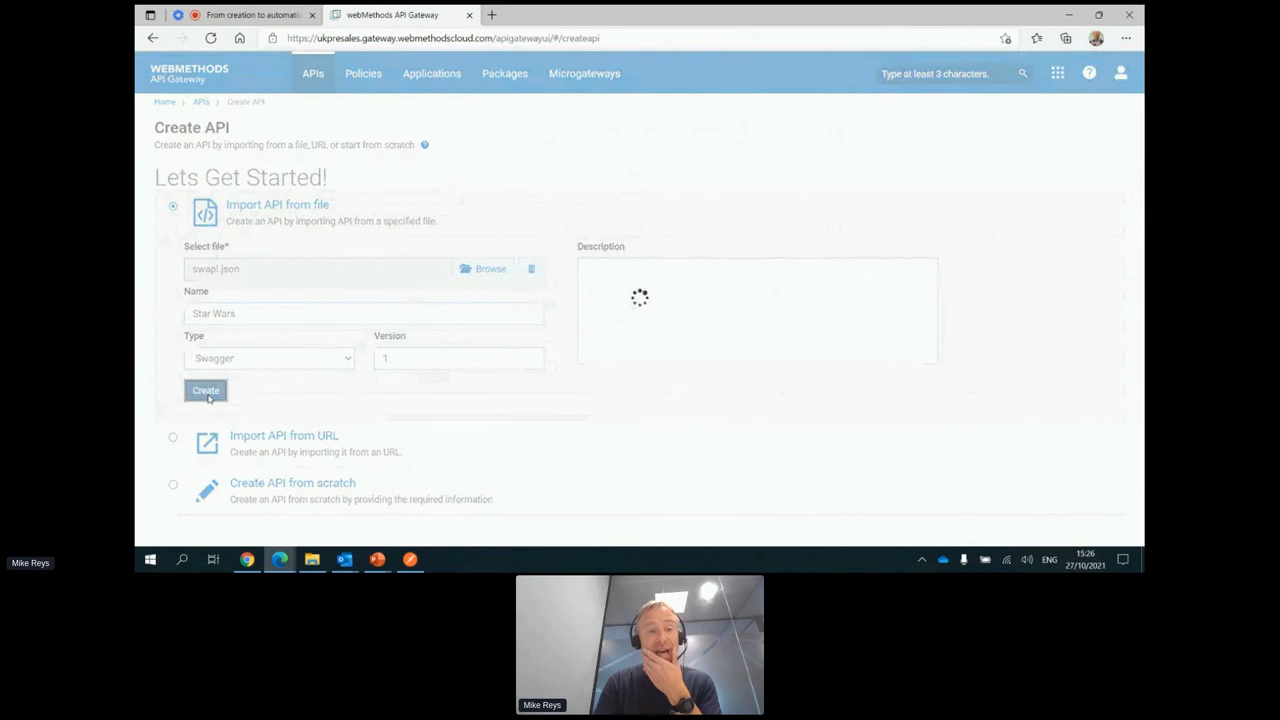 From creation to automatic
webMethods API Gateway
https://ukpresales.gateway.webmethodscloud.com/apigatewayui/#/createapi
WEBMETHODS
API Gateway
APIs
Policies
Applications
Packages
Microgateways
Type at least 3 characters.
Home
APIs
Create API
Create API
Create an API by importing from a file, URL or start from scratch
Lets Get Started!
Import API from file
Create an API by importing API from a specified file.
Select file*
Description
swapi.json
Browse
Name
Star Wars
Type
Version
Swagger
1
Create
Import API from URL
Create an API by importing it from an URL.
Create API from scratch
Create an API from scratch by providing the required information
ENG
15:26
27/10/2021
Mike Reys
Mike Reys